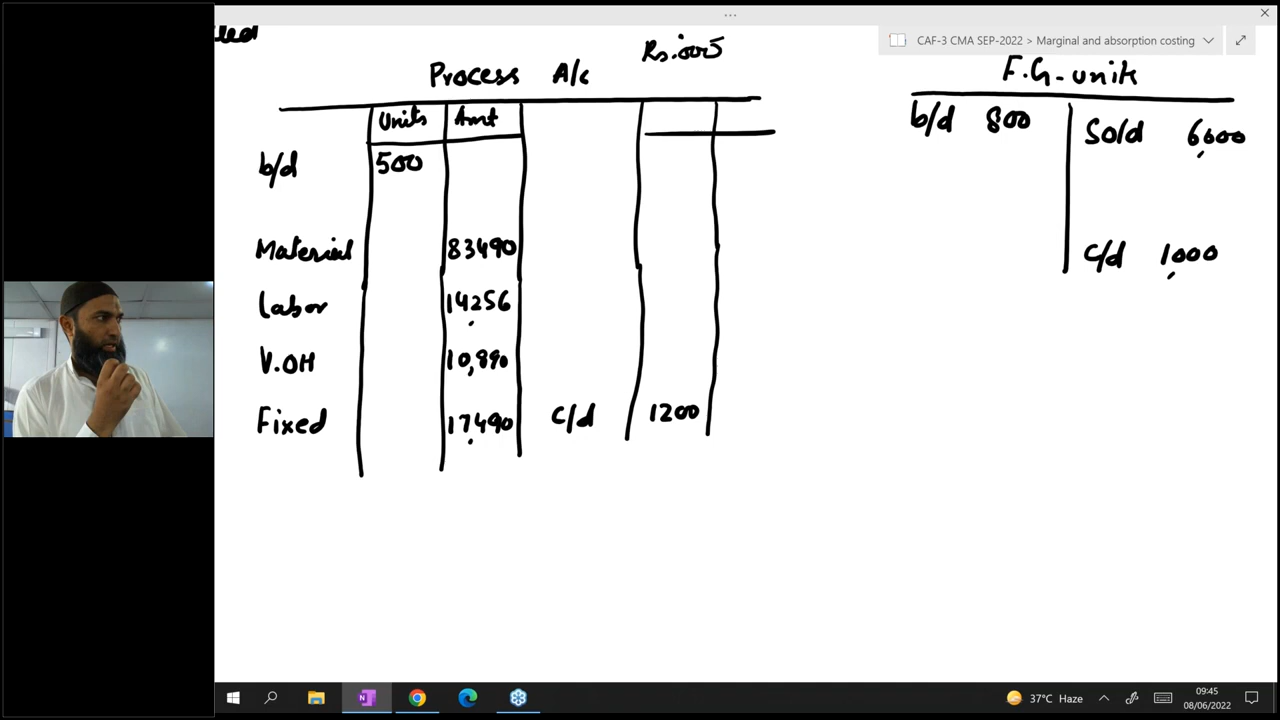 CAF-3 CMA SEP-2022 > Marginal and absorption costing
Rs.'000'
Process A/c
F.G-units
Units Amt
b/d 800 Sold 6600
b/d 500
Material 83490
c/d 1000
Labor 14256
V.OH 10,890
Fixed 17490 c/d 1200
37°C Haze
09:45
08/06/2022